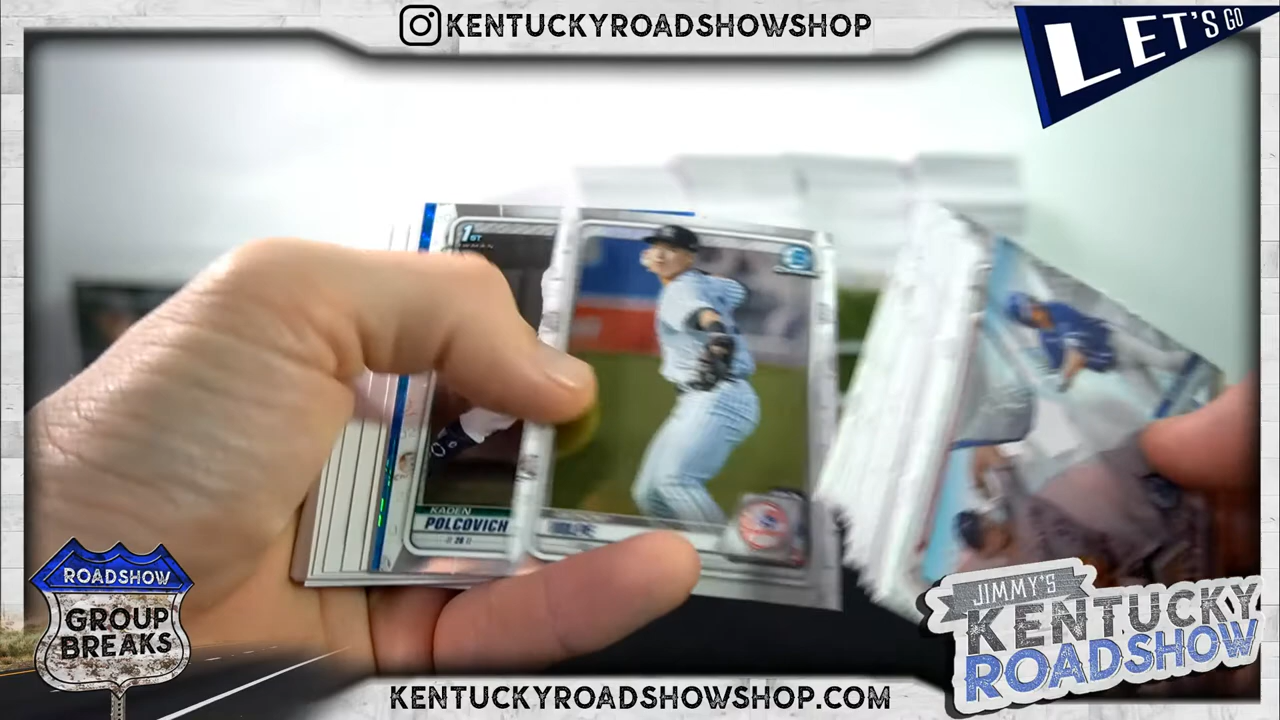 KENTUCKYROADSHOWSHOP
LET'S GO
1ST
KADEN
POLCOVICH
ROADSHOW
GROUP
BREAKS
JIMMY'S
KENTUCKY
ROADSHOW
KENTUCKYROADSHOWSHOP.COM